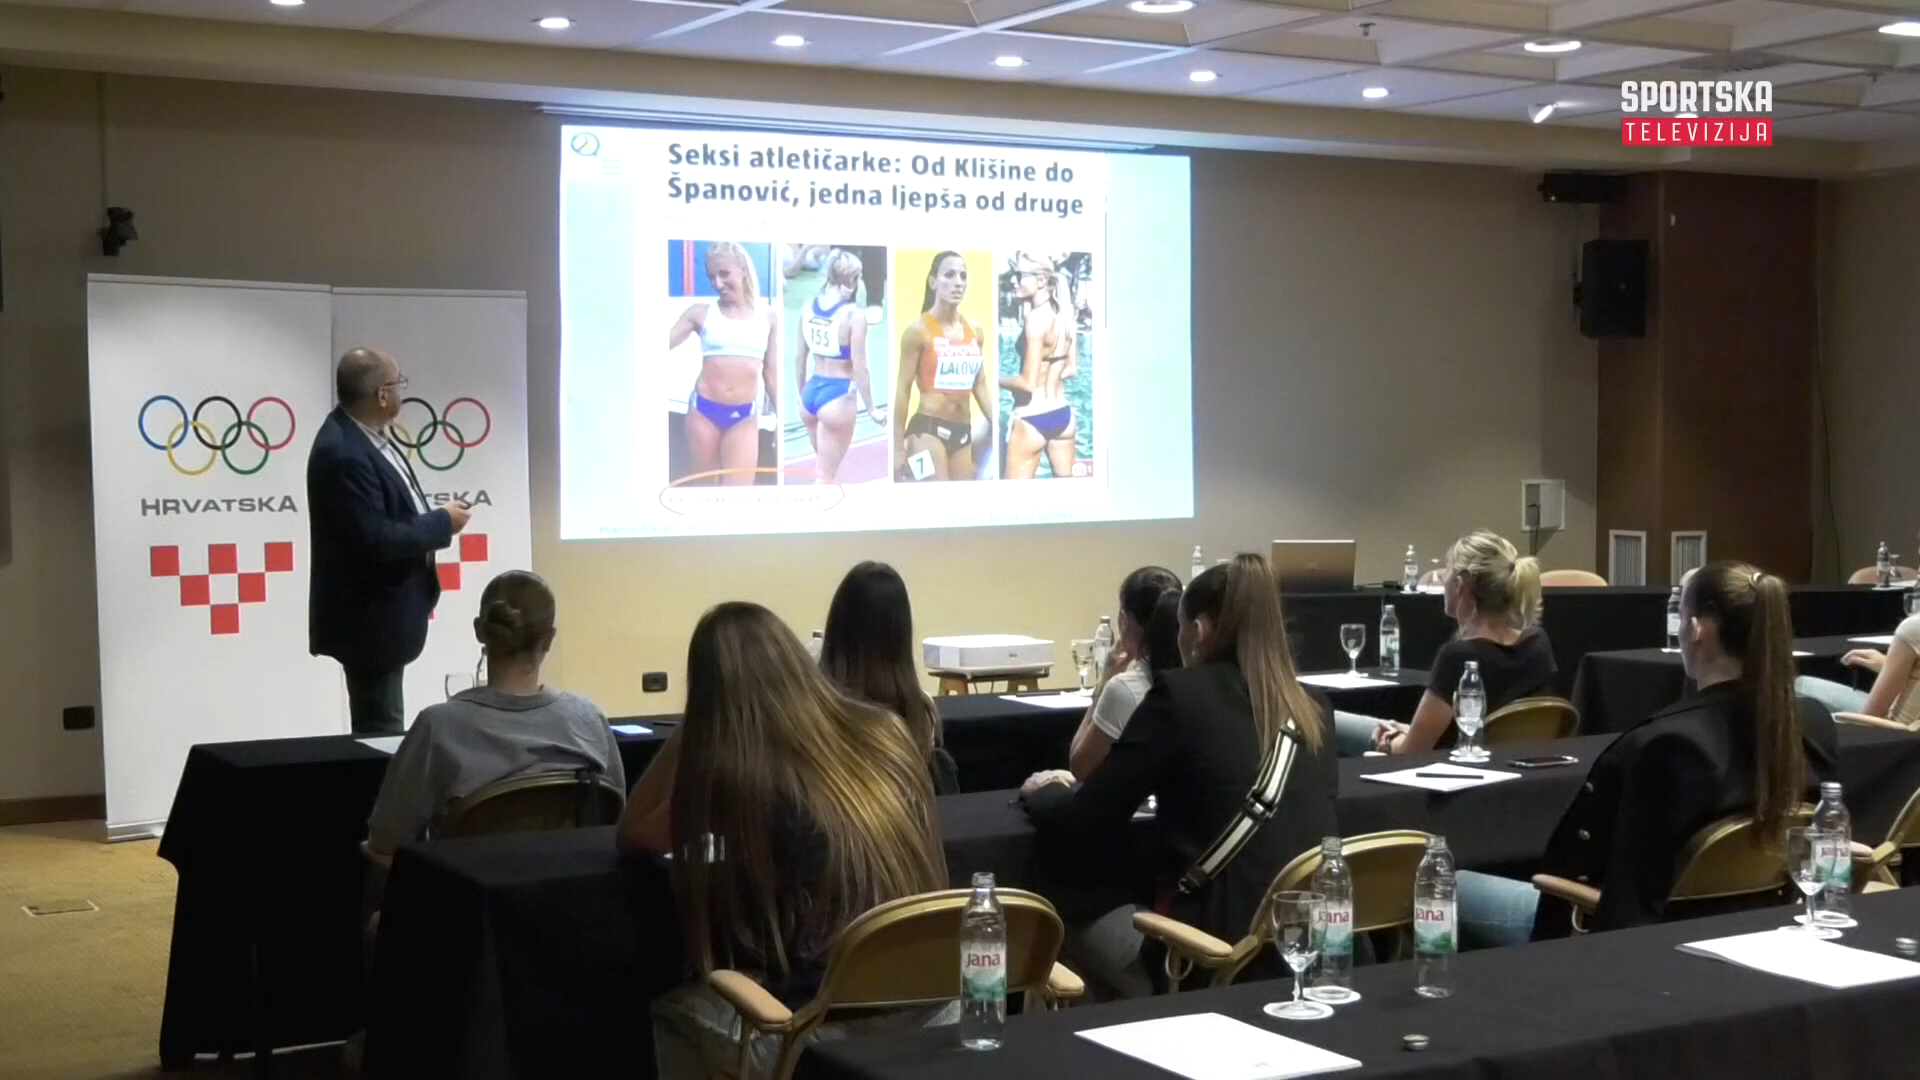 SPORTSKA
TELEVIZIJA
Seksi atletičarke: Od Klišine do
Španović, jedna ljepša od druge
155
LALOVA
7
HRVATSKA
Jana
Jana
Jana
Jana